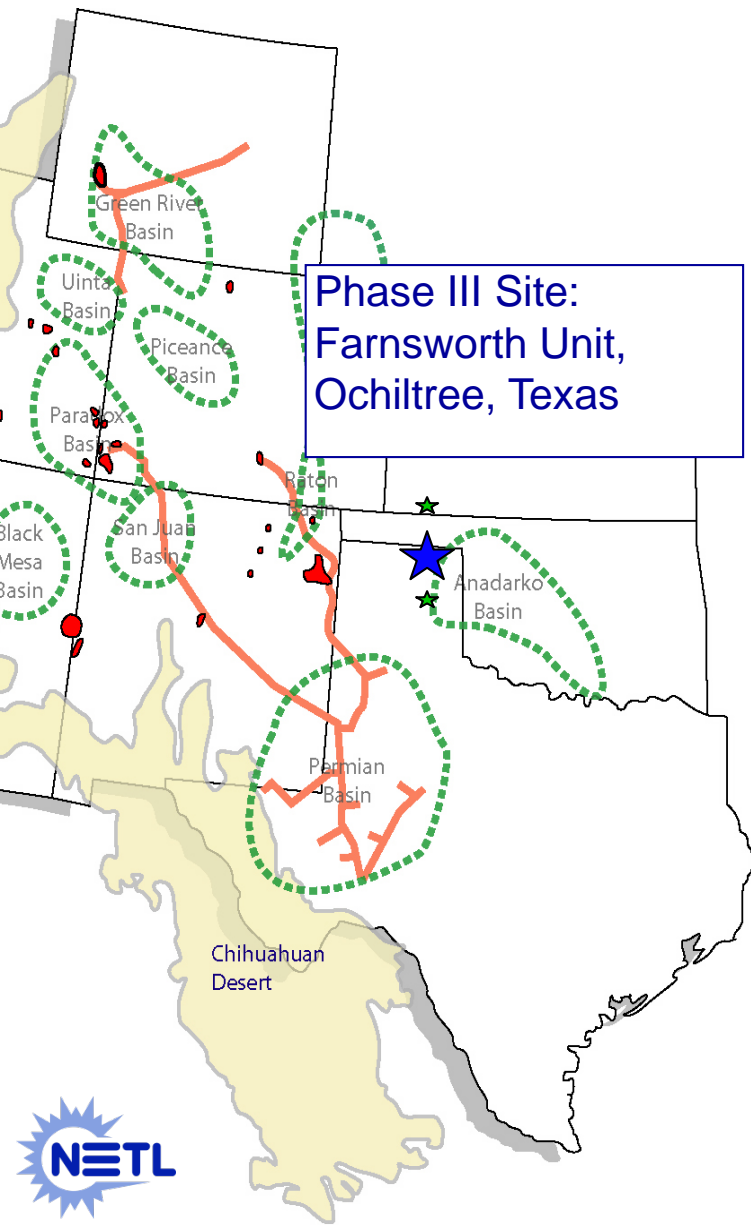 Green River
Basin
Uinta
Basin
Phase III Site:
Farnsworth Unit,
Ochiltree, Texas
Piceance
Basin
Paradox
Basin
Raton
Basin
Black
Mesa
Basin
San Juan
Basin
Anadarko
Basin
Permian
Basin
Chihuahuan
Desert
NETL